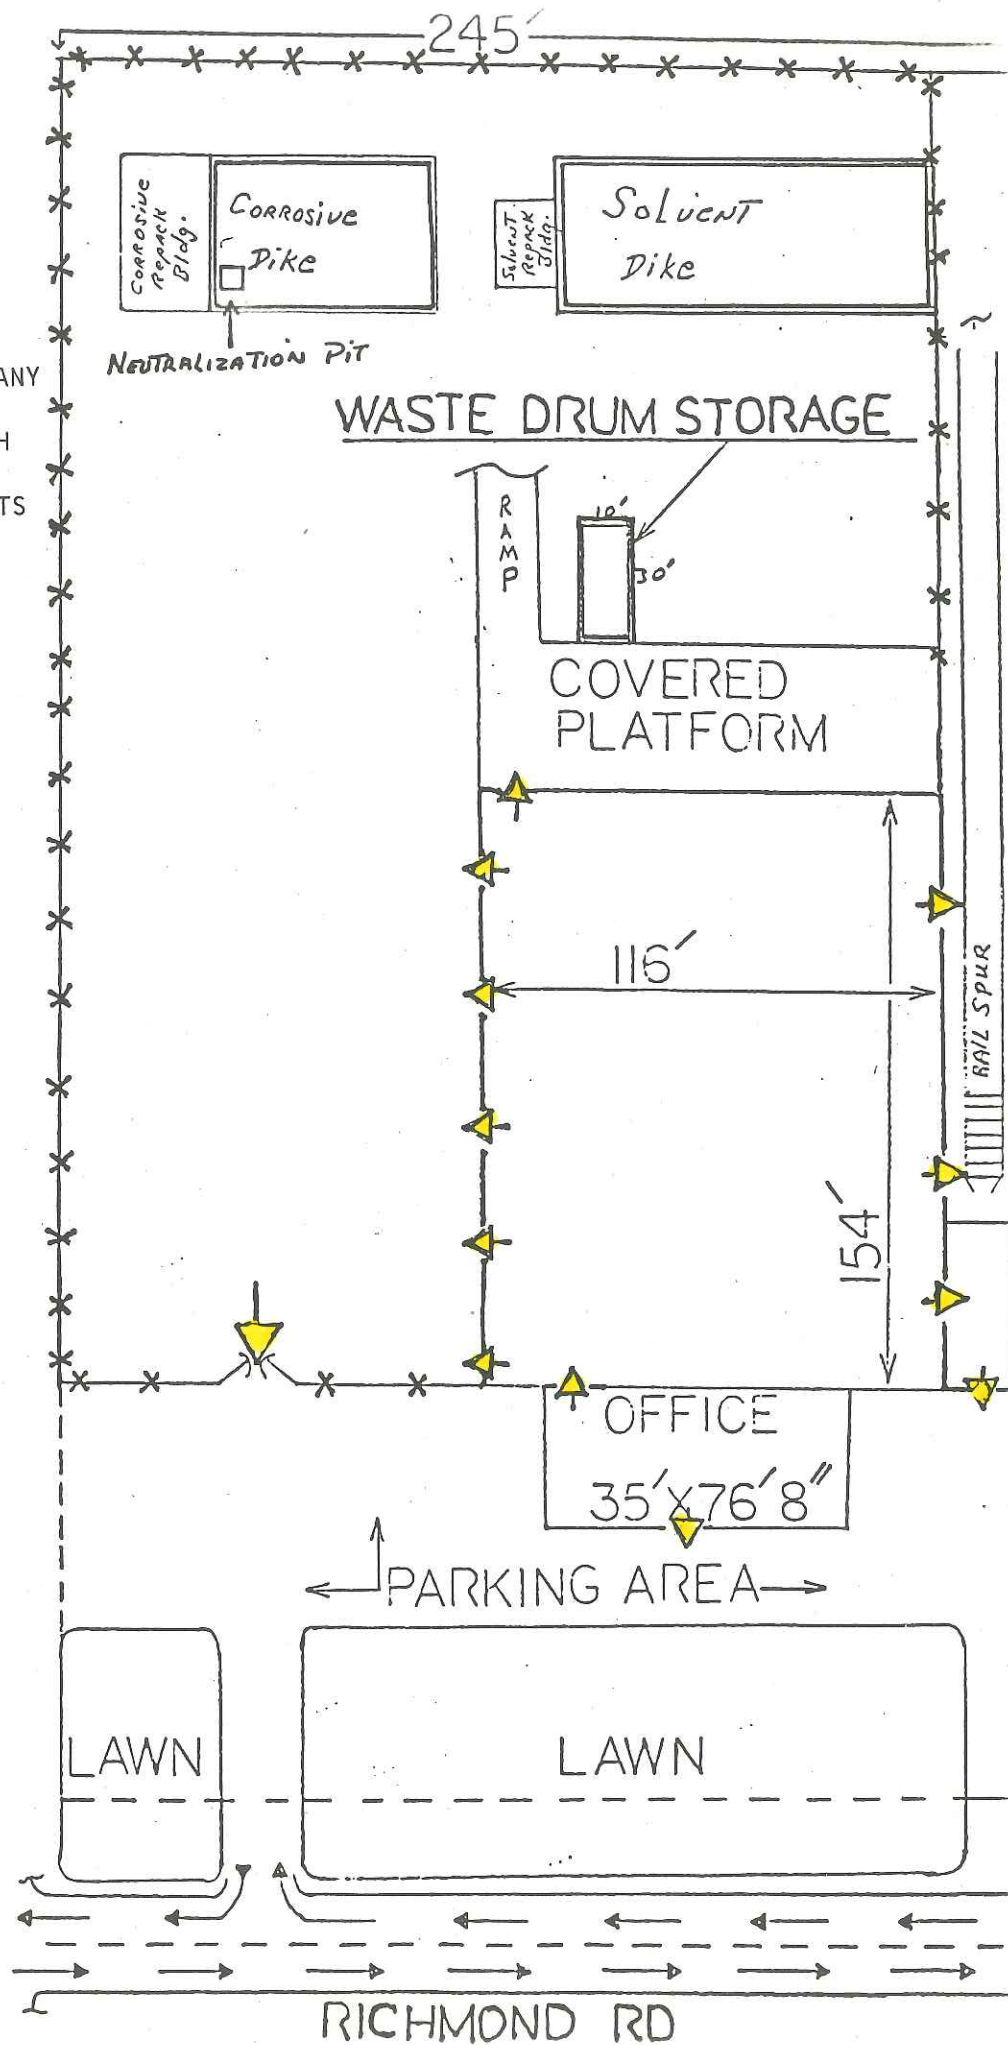 245′
CORROSIVE
Repack
Bldg.
CORROSIVE
Dike
Solvent
Repack
Bldg.
Solvent
Dike
NEUTRALIZATION PiT
ANY
H
TS
WASTE DRUM STORAGE
RAMP
10'
30'
COVERED
PLATFORM
116′
RAIL SPUR
154′
OFFICE
35′X76′8″
PARKING AREA
LAWN
LAWN
RICHMOND RD